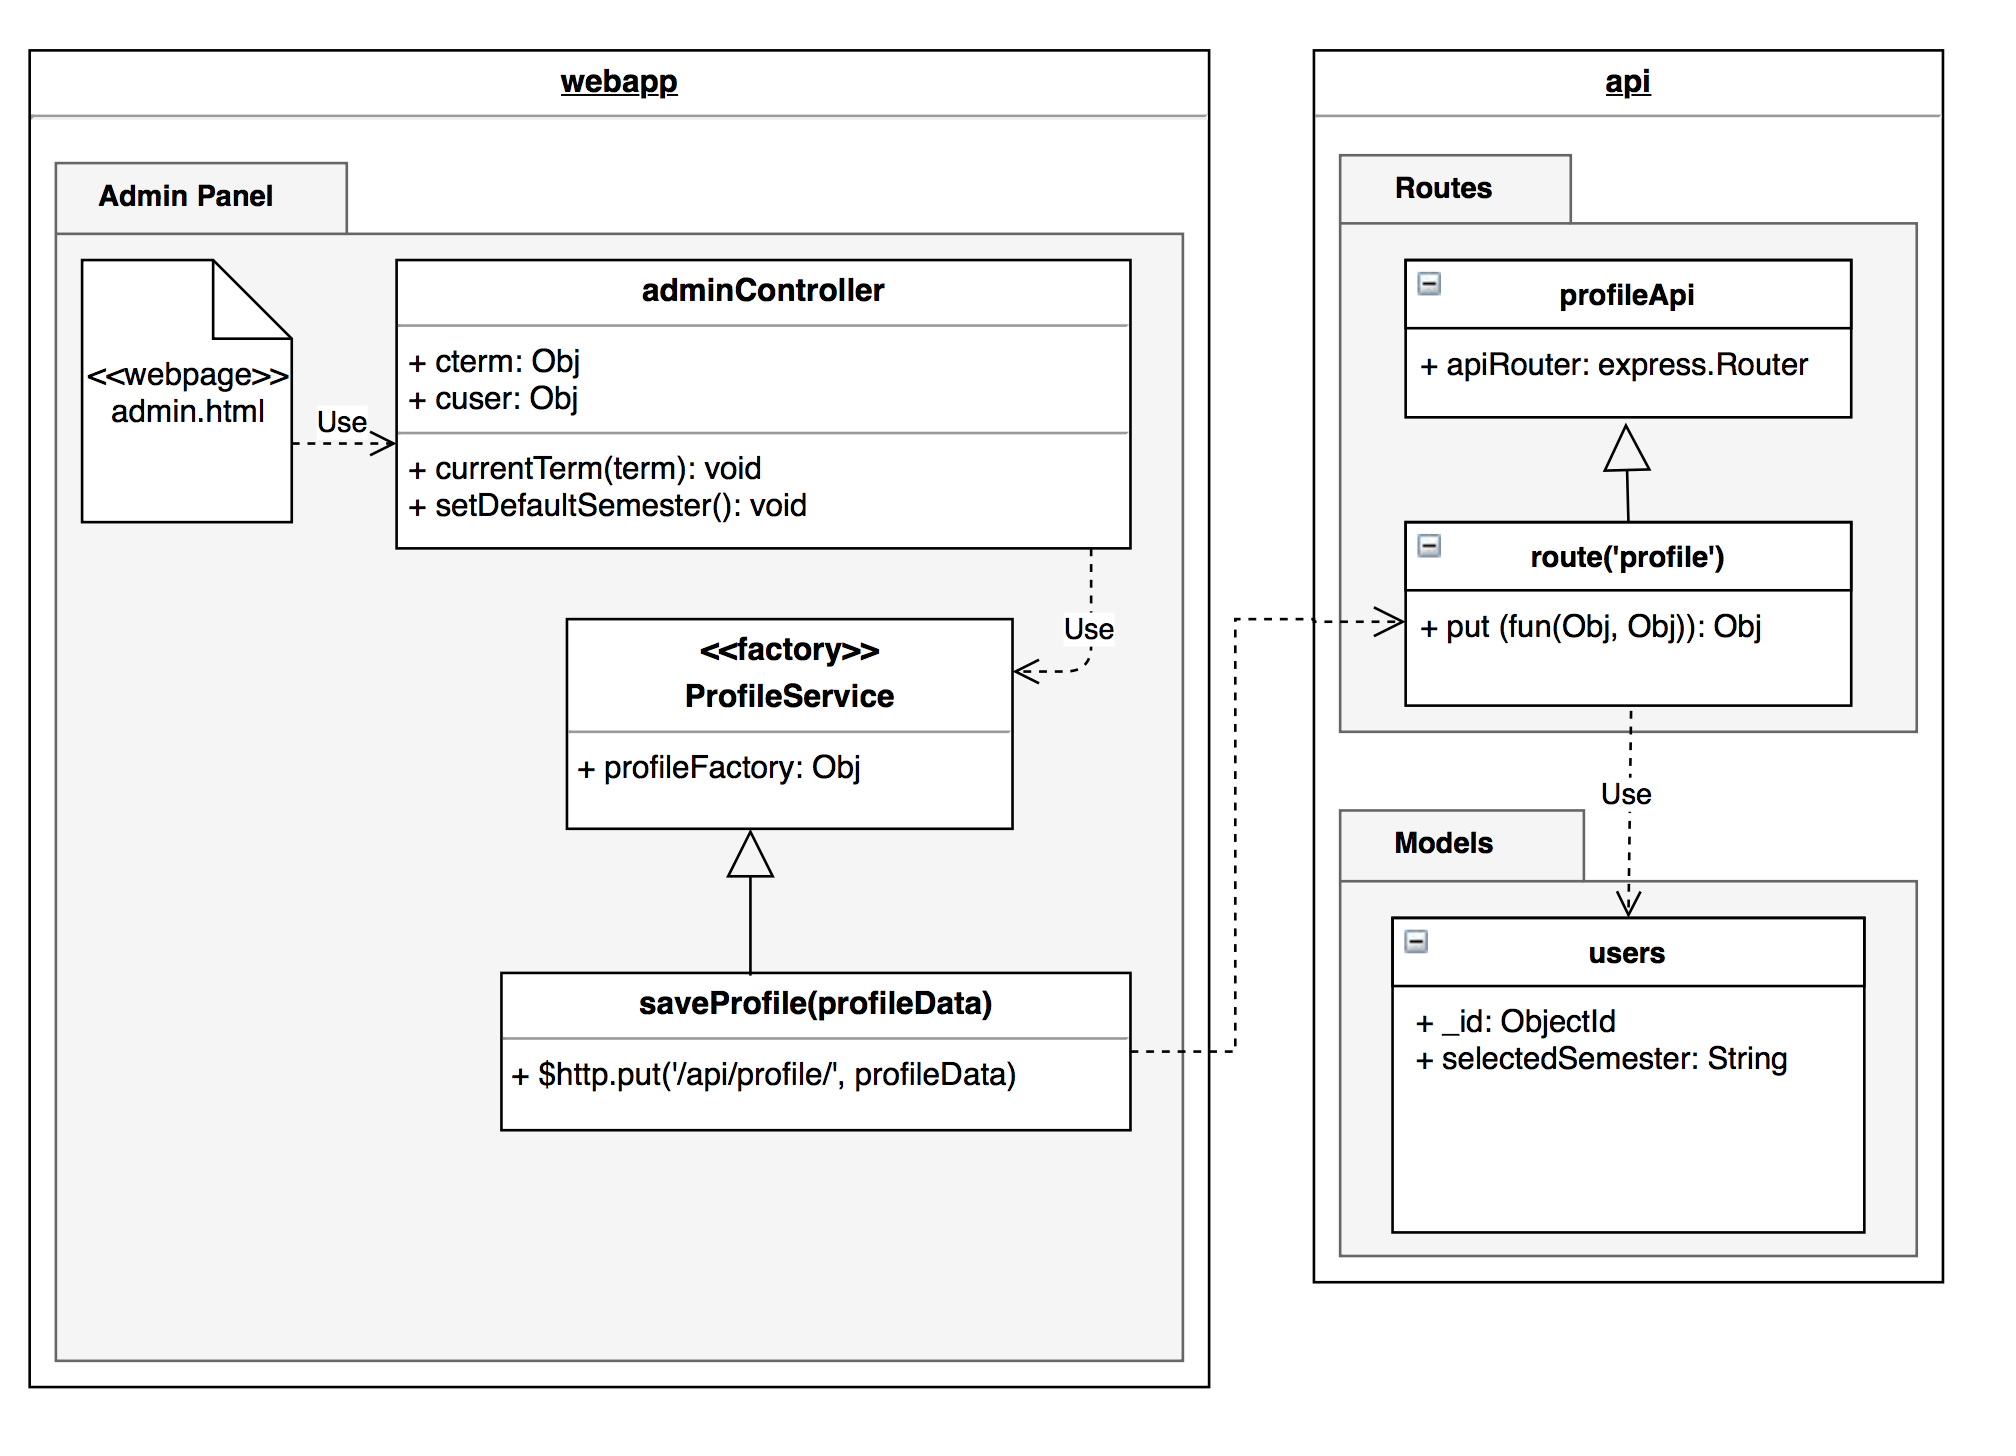 webapp
Admin Panel
<<webpage>>
admin.html
Use
adminController
+ cterm: Obj
+ cuser: Obj
+ currentTerm(term): void
+ setDefaultSemester(): void
Use
<<factory>>
ProfileService
+ profileFactory: Obj
saveProfile(profileData)
+ $http.put('/api/profile/', profileData)
api
Routes
profileApi
+ apiRouter: express.Router
route('profile')
+ put (fun(Obj, Obj)): Obj
Use
Models
users
+ _id: ObjectId
+ selectedSemester: String